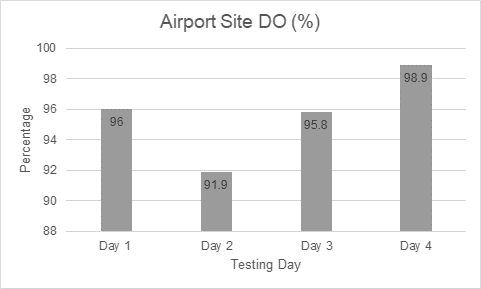 Airport Site DO (%)
100
98
96
94
92
90
88
Percentage
96
91.9
95.8
98.9
Day 1
Day 2
Day 3
Day 4
Testing Day